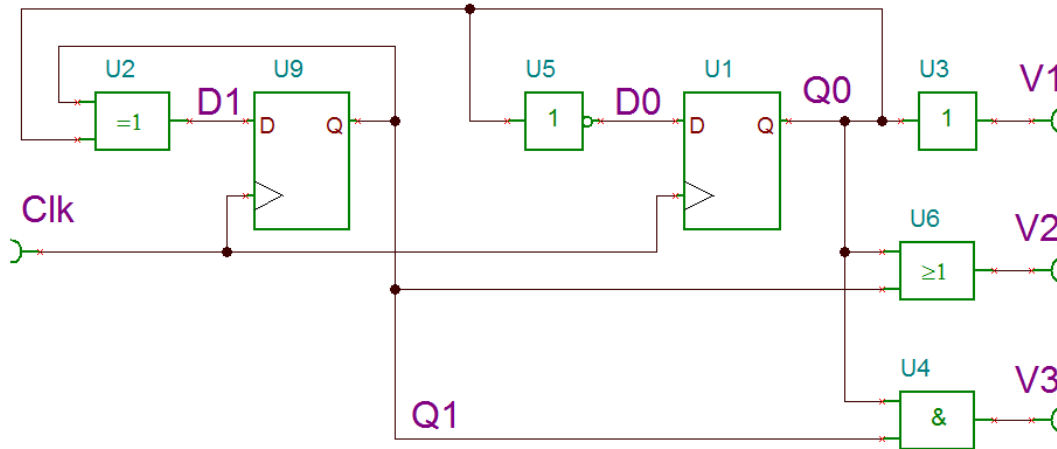 U2 U9 U5 U1 U3
D1 D0 Q0 V1
=1 D Q 1 D Q 1
Clk
U6 V2
≥1
U4 V3
Q1 &